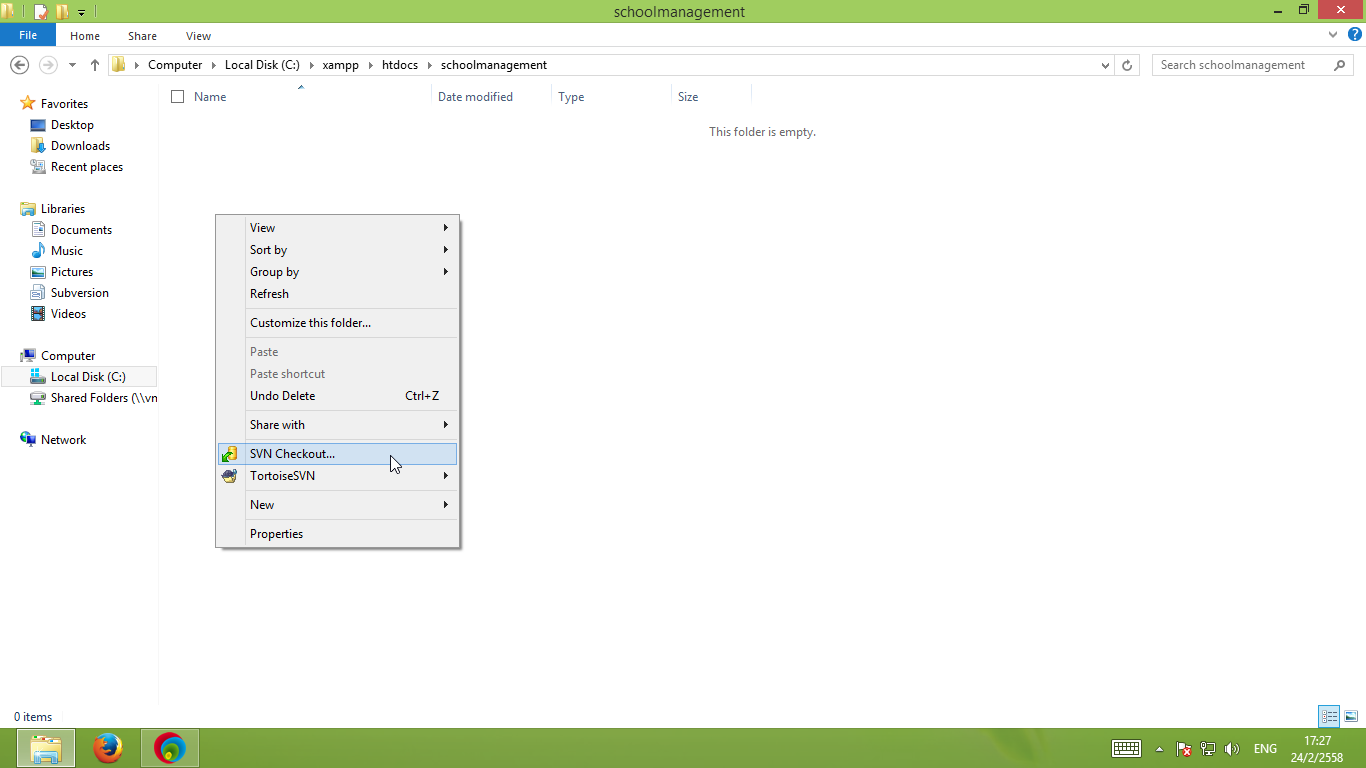 schoolmanagement
File Home Share View
Computer Local Disk (C:) xampp htdocs schoolmanagement
Search schoolmanagement
Name Date modified Type Size
This folder is empty.
Favorites
Desktop
Downloads
Recent places
Libraries
Documents
Music
Pictures
Subversion
Videos
Computer
Local Disk (C:)
Shared Folders (\\vn
Network
View
Sort by
Group by
Refresh
Customize this folder...
Paste
Paste shortcut
Undo Delete Ctrl+Z
Share with
SVN Checkout...
TortoiseSVN
New
Properties
0 items
ENG
17:27
24/2/2558